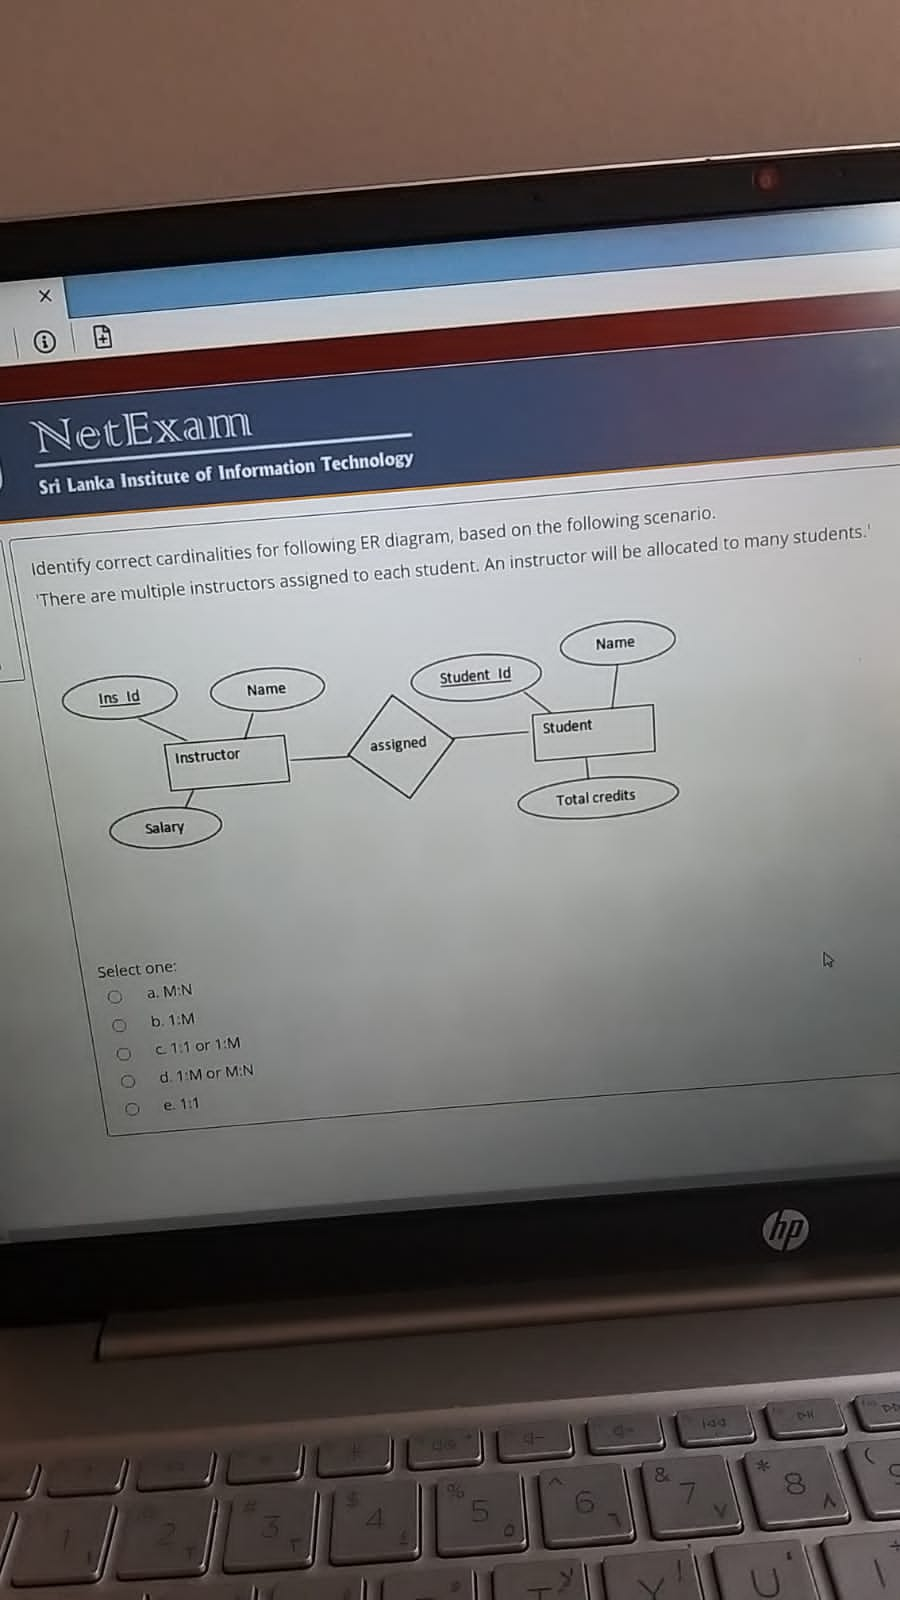 NetExam
Sri Lanka Institute of Information Technology
Identify correct cardinalities for following ER diagram, based on the following scenario.
'There are multiple instructors assigned to each student. An instructor will be allocated to many students.'
Name
Student Id
Ins Id
Name
Student
assigned
Instructor
Total credits
Salary
Select one:
a. M:N
b. 1:M
c. 1:1 or 1:M
d. 1:M or M:N
e. 1:1
hp
% 5
^ 6
& 7
* 8
$ 4
# 3
2
1
T Y U